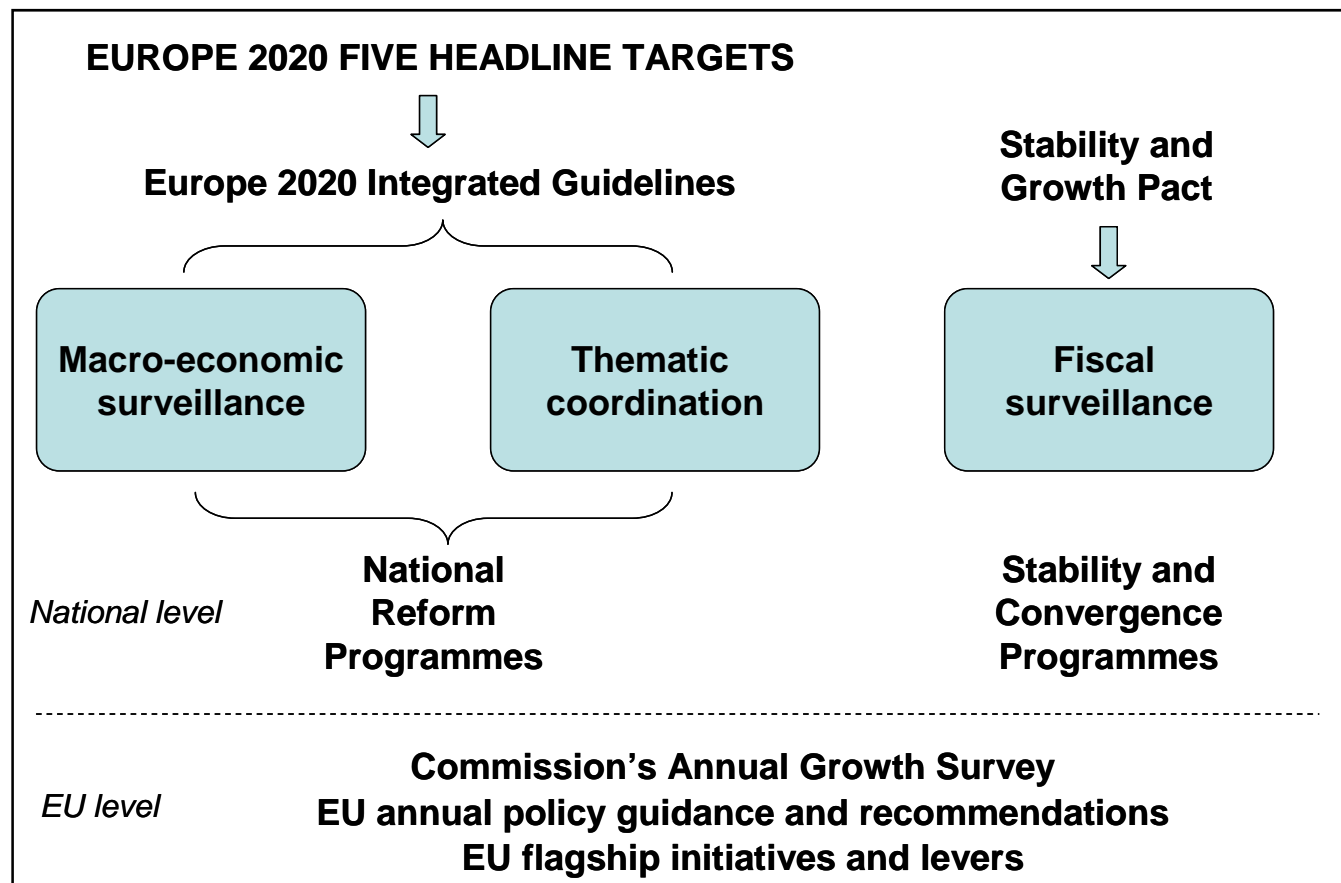 EUROPE 2020 FIVE HEADLINE TARGETS
Europe 2020 Integrated Guidelines
Stability and
Growth Pact
Macro-economic
surveillance
Thematic
coordination
Fiscal
surveillance
National level
National
Reform
Programmes
Stability and
Convergence
Programmes
EU level
Commission’s Annual Growth Survey
EU annual policy guidance and recommendations
EU flagship initiatives and levers